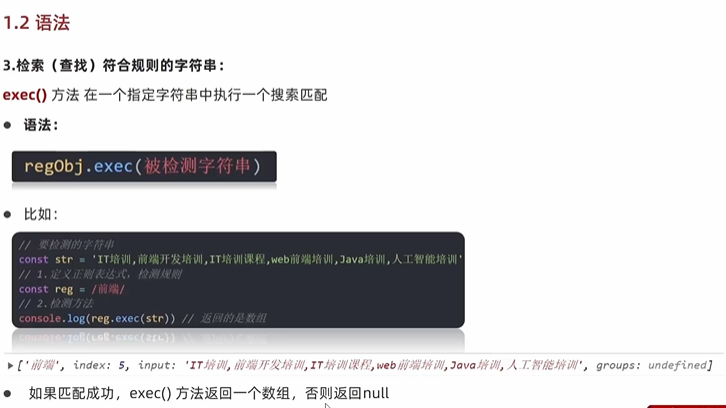 1.2 语法
3.检索（查找）符合规则的字符串：
exec() 方法 在一个指定字符串中执行一个搜索匹配
● 语法：
regObj.exec(被检测字符串)
● 比如：
// 要检测的字符串
const str = 'IT培训,前端开发培训,IT培训课程,web前端培训,Java培训,人工智能培训'
// 1.定义正则表达式，检测规则
const reg = /前端/
// 2.检测方法
console.log(reg.exec(str)) // 返回的是数组
▶ ['前端', index: 5, input: 'IT培训,前端开发培训,IT培训课程,web前端培训,Java培训,人工智能培训', groups: undefined]
● 如果匹配成功，exec() 方法返回一个数组，否则返回null